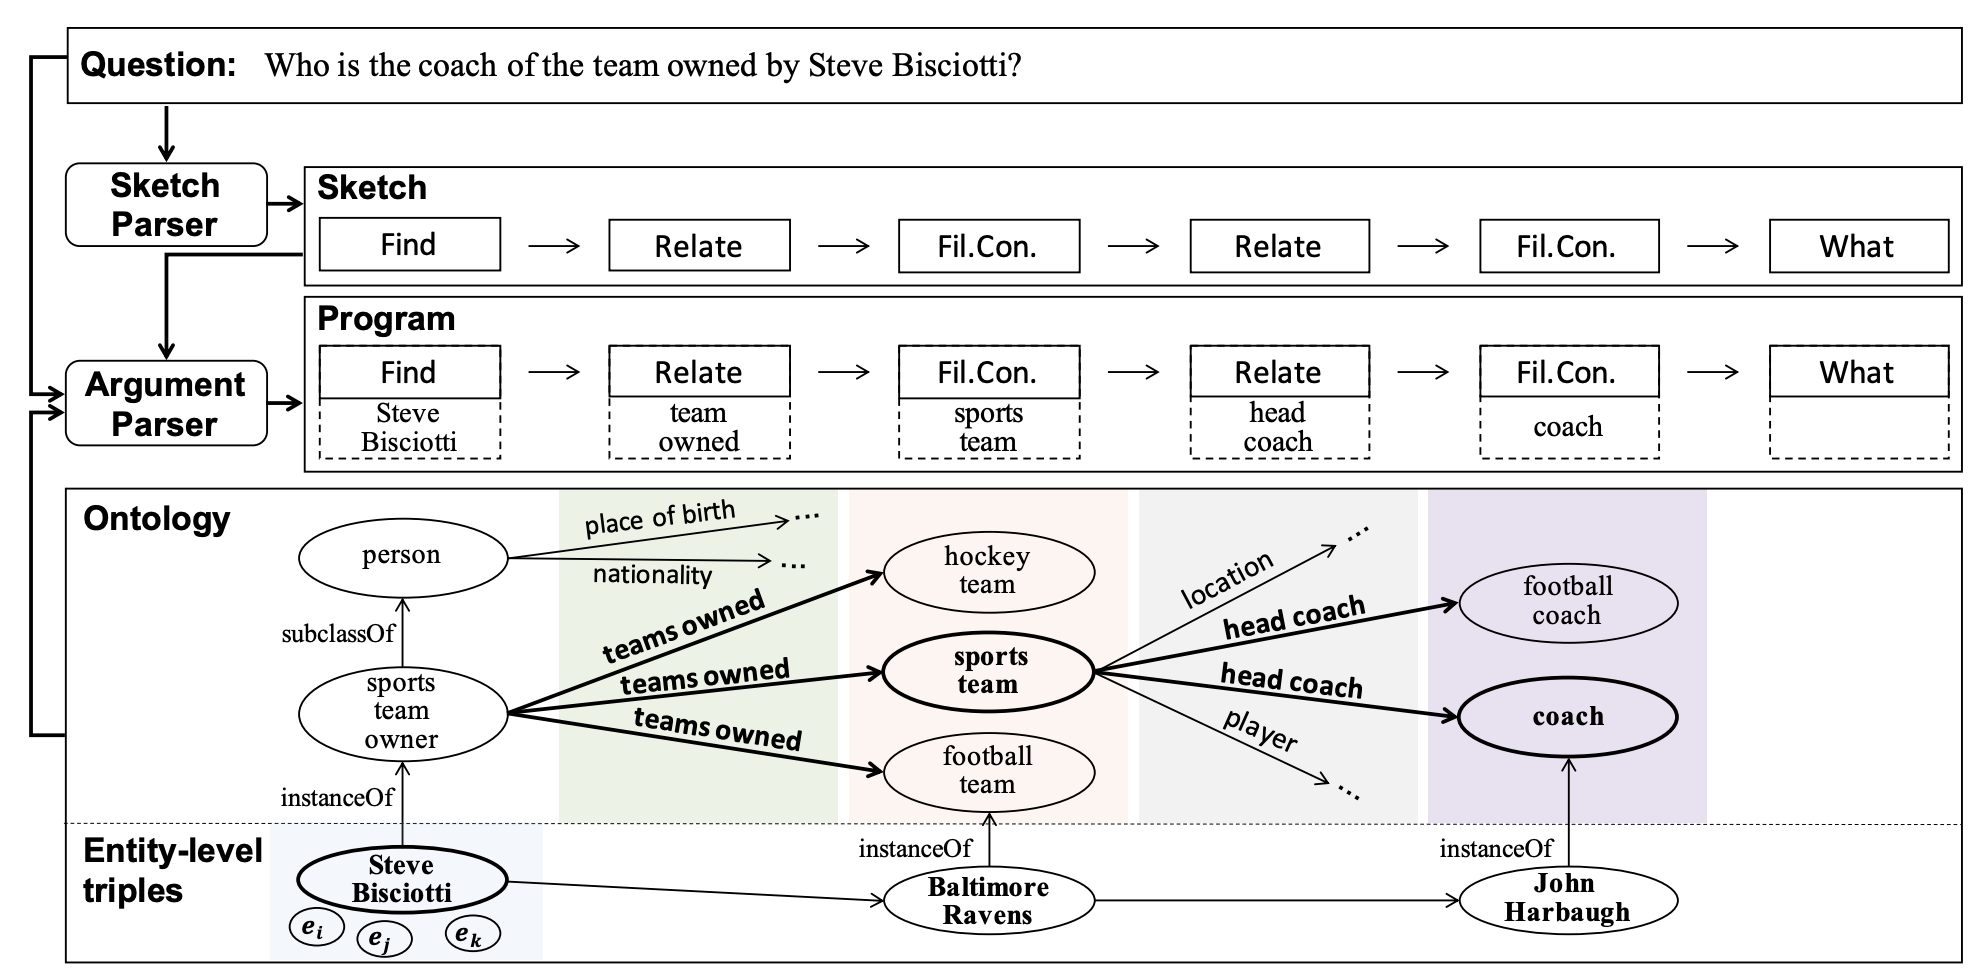 Question: Who is the coach of the team owned by Steve Bisciotti?
Sketch
Parser
Sketch
Find
Relate
Fil.Con.
Relate
Fil.Con.
What
Argument
Parser
Program
Find
Steve
Bisciotti
Relate
team
owned
Fil.Con.
sports
team
Relate
head
coach
Fil.Con.
coach
What
Ontology
person
subclassOf
sports
team
owner
instanceOf
place of birth
...
nationality
...
teams owned
teams owned
teams owned
hockey
team
sports
team
football
team
location
...
head coach
head coach
player
...
football
coach
coach
Entity-level
triples
Steve
Bisciotti
e_i
e_j
e_k
instanceOf
Baltimore
Ravens
instanceOf
John
Harbaugh